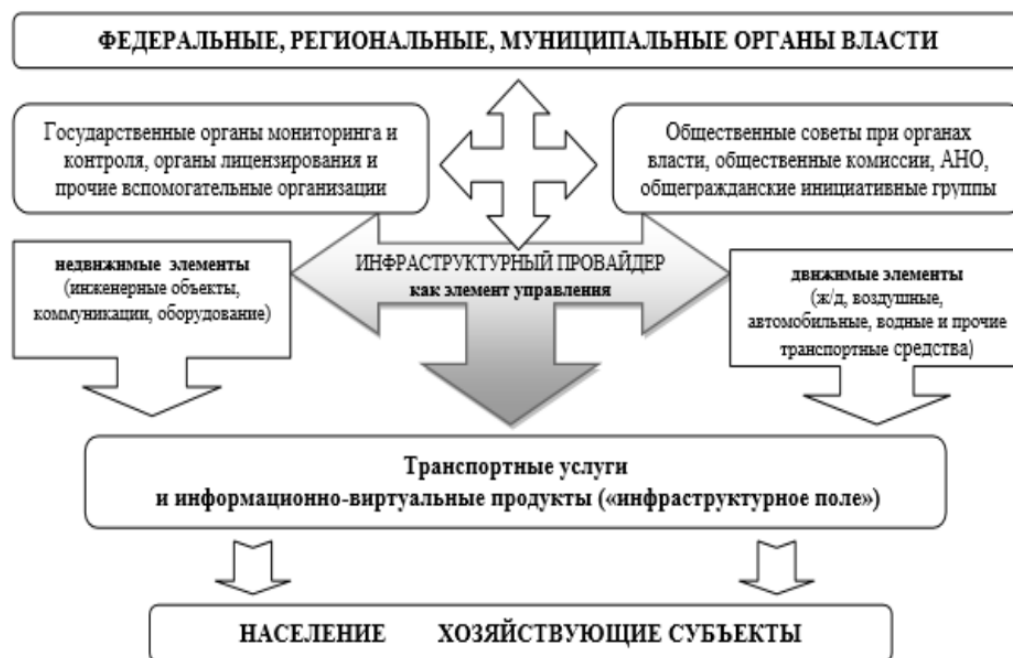 ФЕДЕРАЛЬНЫЕ, РЕГИОНАЛЬНЫЕ, МУНИЦИПАЛЬНЫЕ ОРГАНЫ ВЛАСТИ
Государственные органы мониторинга и
контроля, органы лицензирования и
прочие вспомогательные организации
Общественные советы при органах
власти, общественные комиссии, АНО,
общегражданские инициативные группы
ИНФРАСТРУКТУРНЫЙ ПРОВАЙДЕР
как элемент управления
недвижимые элементы
(инженерные объекты,
коммуникации, оборудование)
движимые элементы
(ж/д, воздушные,
автомобильные, водные и прочие
транспортные средства)
Транспортные услуги
и информационно-виртуальные продукты («инфраструктурное поле»)
НАСЕЛЕНИЕ ХОЗЯЙСТВУЮЩИЕ СУБЪЕКТЫ